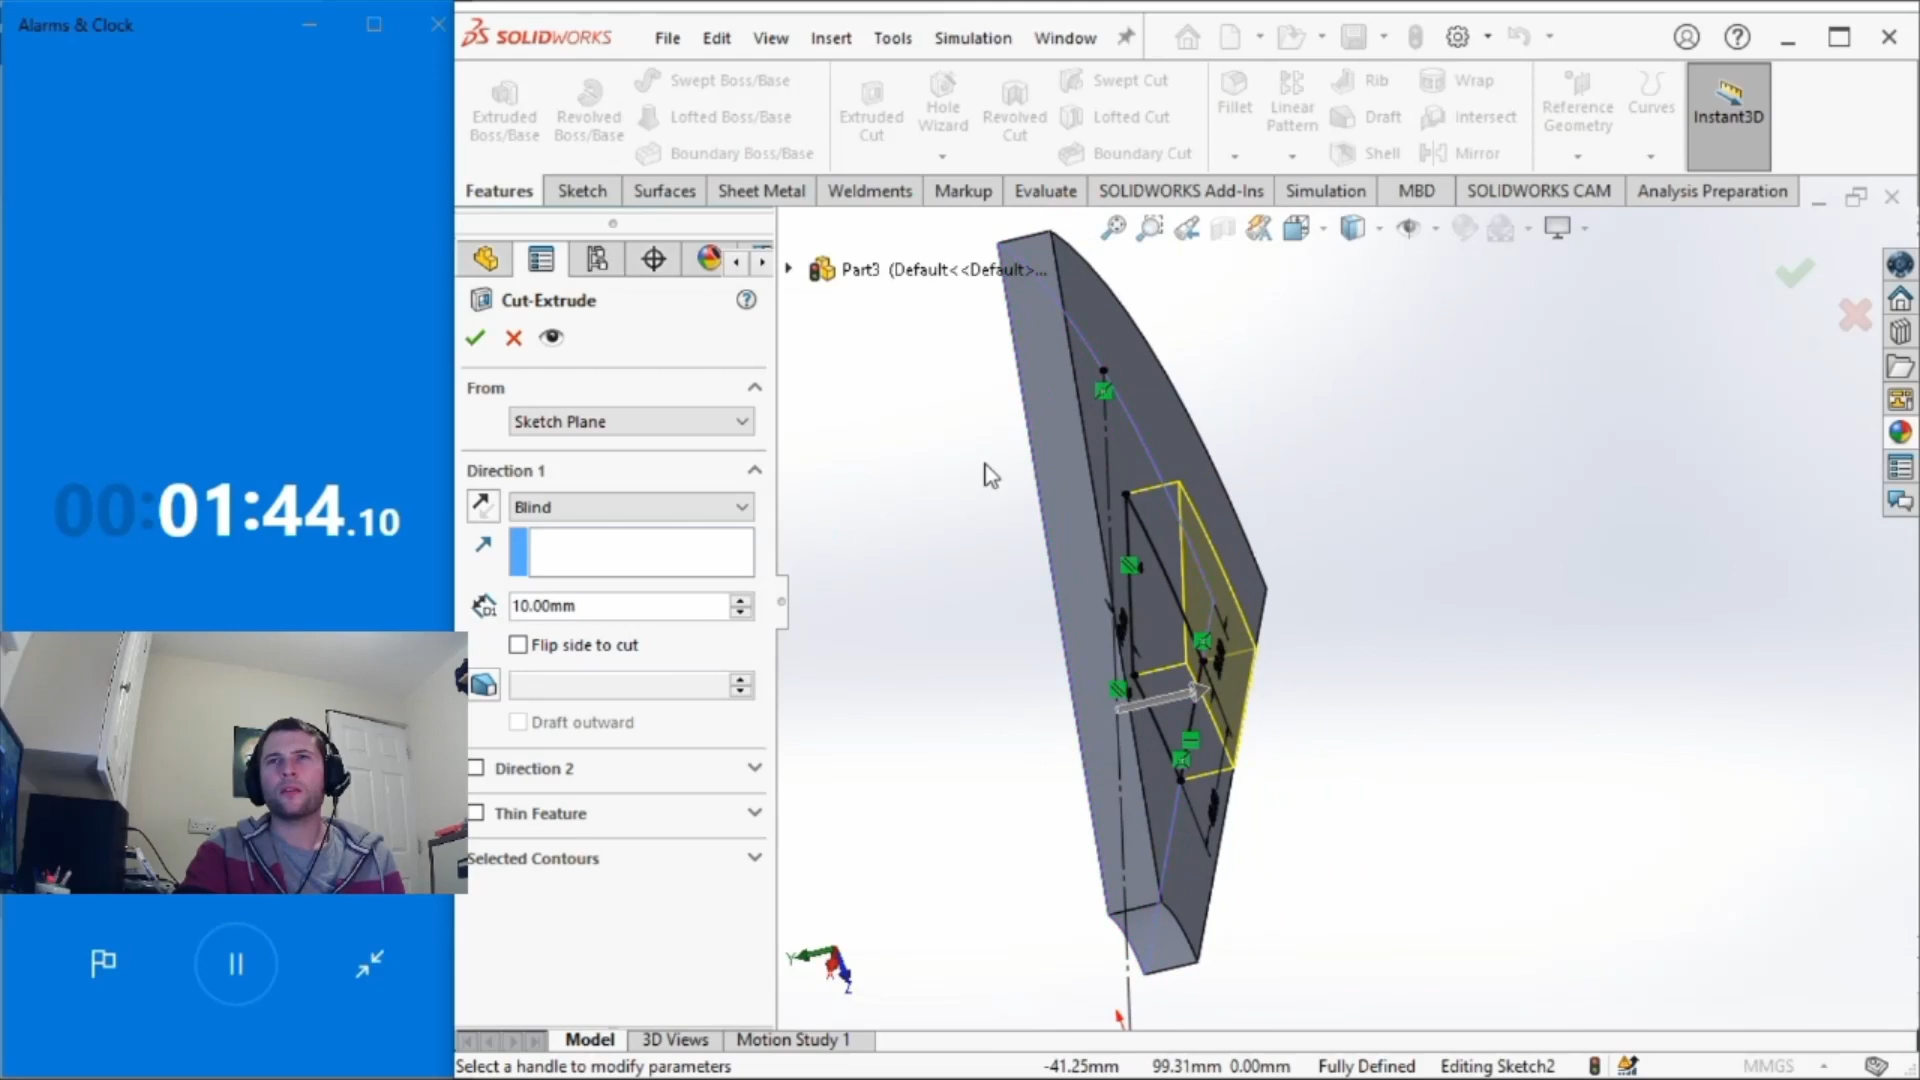 Alarms & Clock
SOLIDWORKS
File Edit View Insert Tools Simulation Window
Extruded Boss/Base
Revolved Boss/Base
Swept Boss/Base
Lofted Boss/Base
Boundary Boss/Base
Extruded Cut
Hole Wizard
Revolved Cut
Swept Cut
Lofted Cut
Boundary Cut
Fillet
Linear Pattern
Rib
Draft
Shell
Wrap
Intersect
Mirror
Reference Geometry
Curves
Instant3D
Features Sketch Surfaces Sheet Metal Weldments Markup Evaluate SOLIDWORKS Add-Ins Simulation MBD SOLIDWORKS CAM Analysis Preparation
Part3 (Default<<Default>...
Cut-Extrude
From
Sketch Plane
Direction 1
Blind
D1
10.00mm
Flip side to cut
Draft outward
Direction 2
Thin Feature
Selected Contours
00:01:44.10
Y
X
Z
Model 3D Views Motion Study 1
Select a handle to modify parameters
-41.25mm 99.31mm 0.00mm Fully Defined Editing Sketch2 MMGS